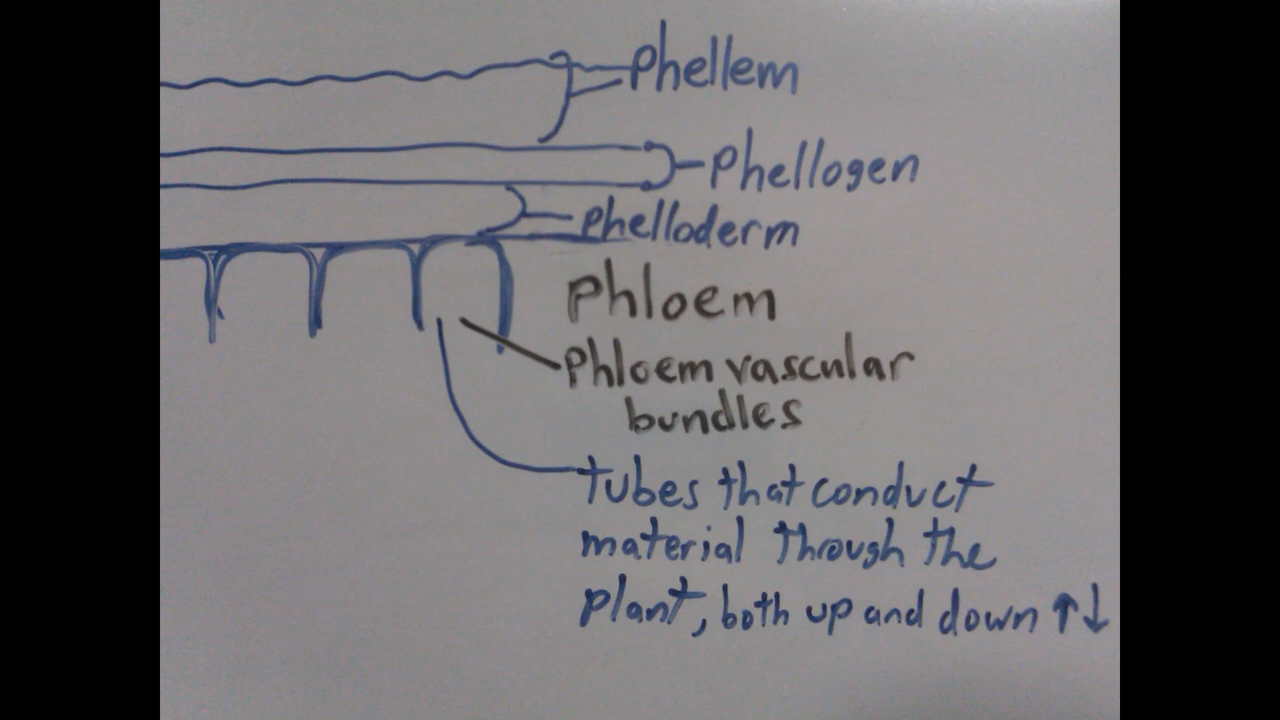 Phellem
Phellogen
Phelloderm
Phloem
Phloem vascular
bundles
tubes that conduct
material through the
plant, both up and down ↑↓